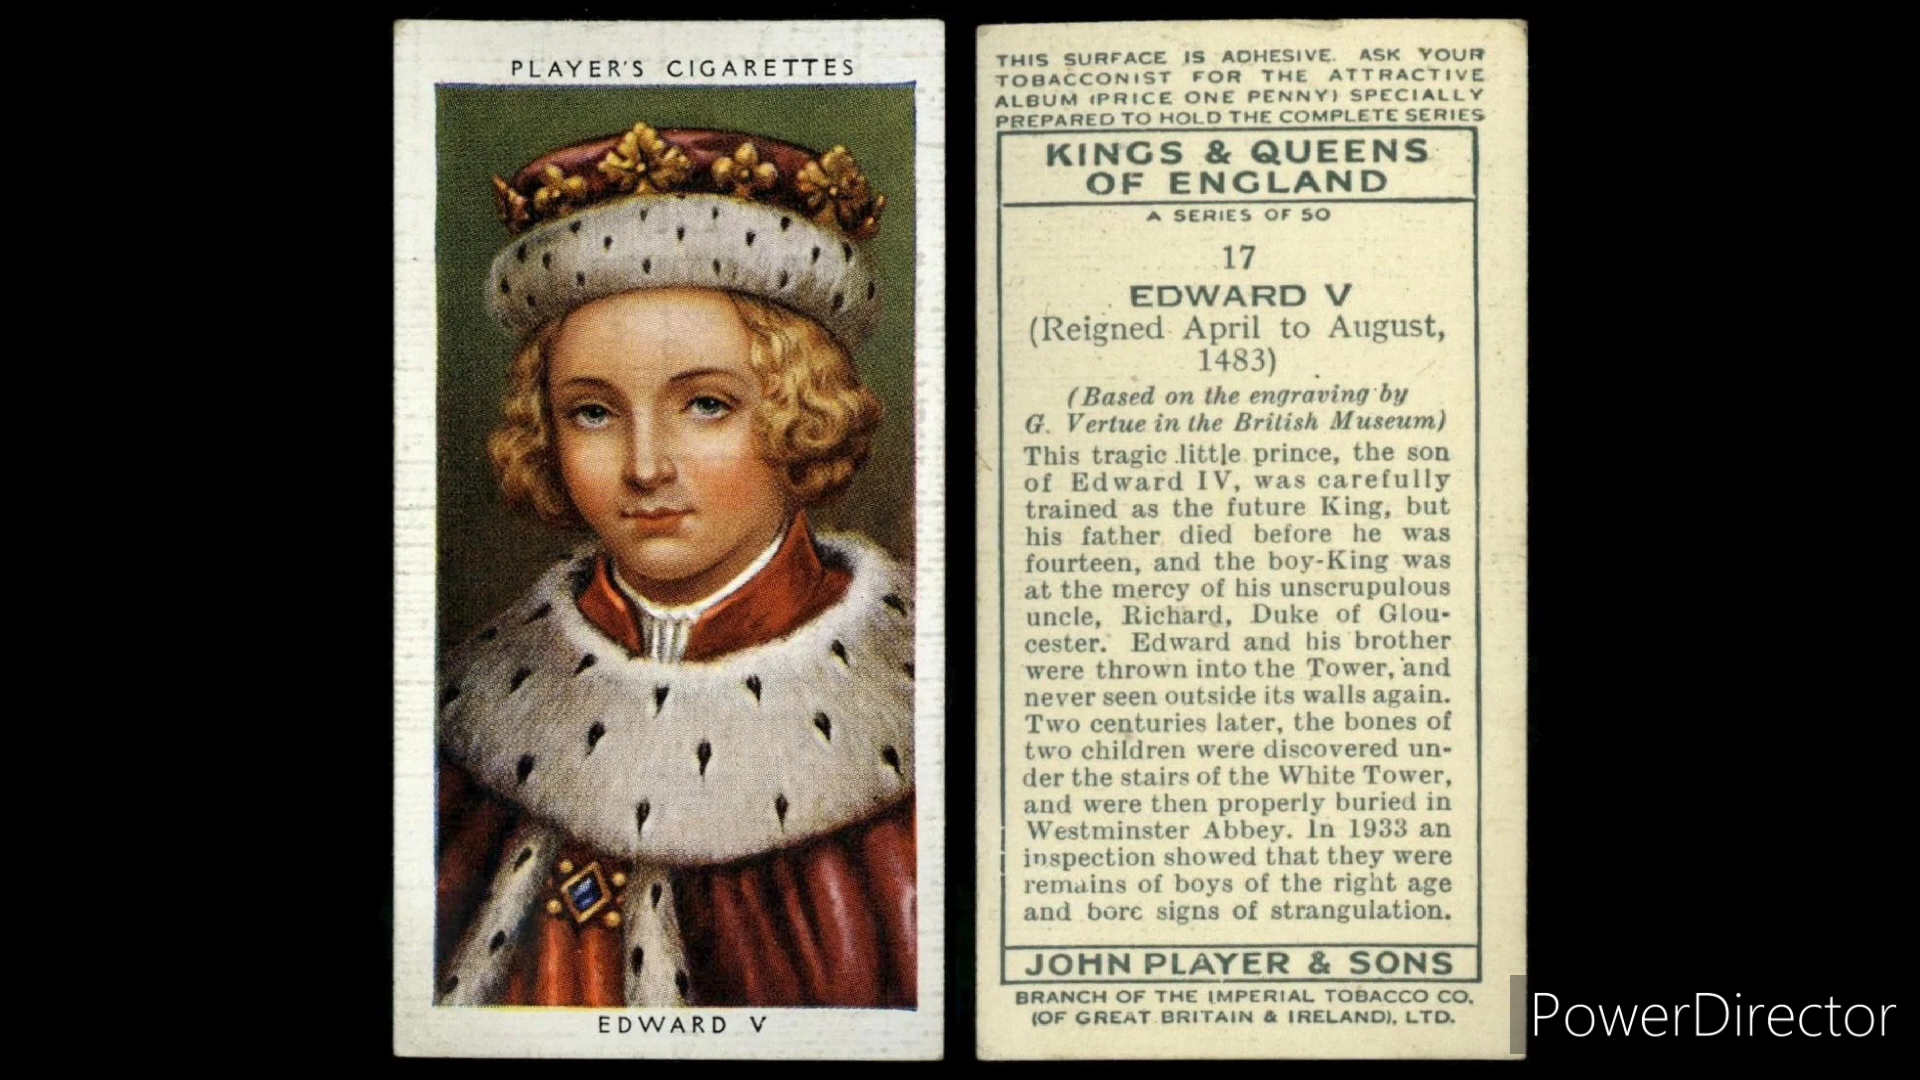 PLAYER'S CIGARETTES
EDWARD V
THIS SURFACE IS ADHESIVE. ASK YOUR
TOBACCONIST FOR THE ATTRACTIVE
ALBUM (PRICE ONE PENNY) SPECIALLY
PREPARED TO HOLD THE COMPLETE SERIES
KINGS & QUEENS
OF ENGLAND
A SERIES OF 50
17
EDWARD V
(Reigned April to August,
1483)
(Based on the engraving by
G. Vertue in the British Museum)
This tragic little prince, the son
of Edward IV, was carefully
trained as the future King, but
his father died before he was
fourteen, and the boy-King was
at the mercy of his unscrupulous
uncle, Richard, Duke of Glou-
cester. Edward and his brother
were thrown into the Tower, and
never seen outside its walls again.
Two centuries later, the bones of
two children were discovered un-
der the stairs of the White Tower,
and were then properly buried in
Westminster Abbey. In 1933 an
inspection showed that they were
remains of boys of the right age
and bore signs of strangulation.
JOHN PLAYER & SONS
BRANCH OF THE IMPERIAL TOBACCO CO.
(OF GREAT BRITAIN & IRELAND), LTD.
PowerDirector